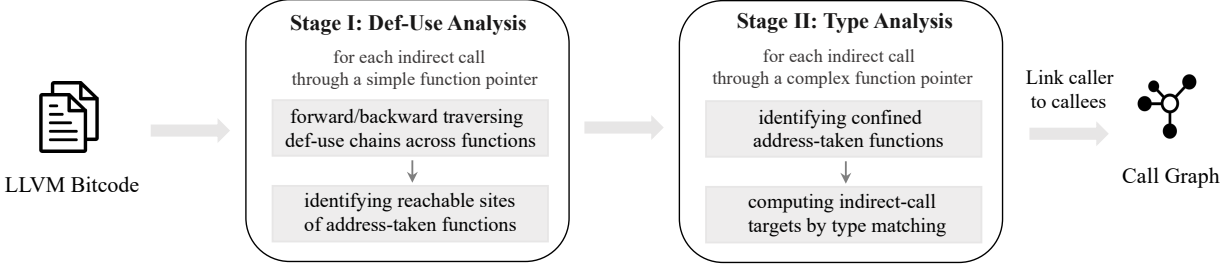 LLVM Bitcode
Stage I: Def-Use Analysis
for each indirect call
through a simple function pointer
forward/backward traversing
def-use chains across functions
identifying reachable sites
of address-taken functions
Stage II: Type Analysis
for each indirect call
through a complex function pointer
identifying confined
address-taken functions
computing indirect-call
targets by type matching
Link caller
to callees
Call Graph